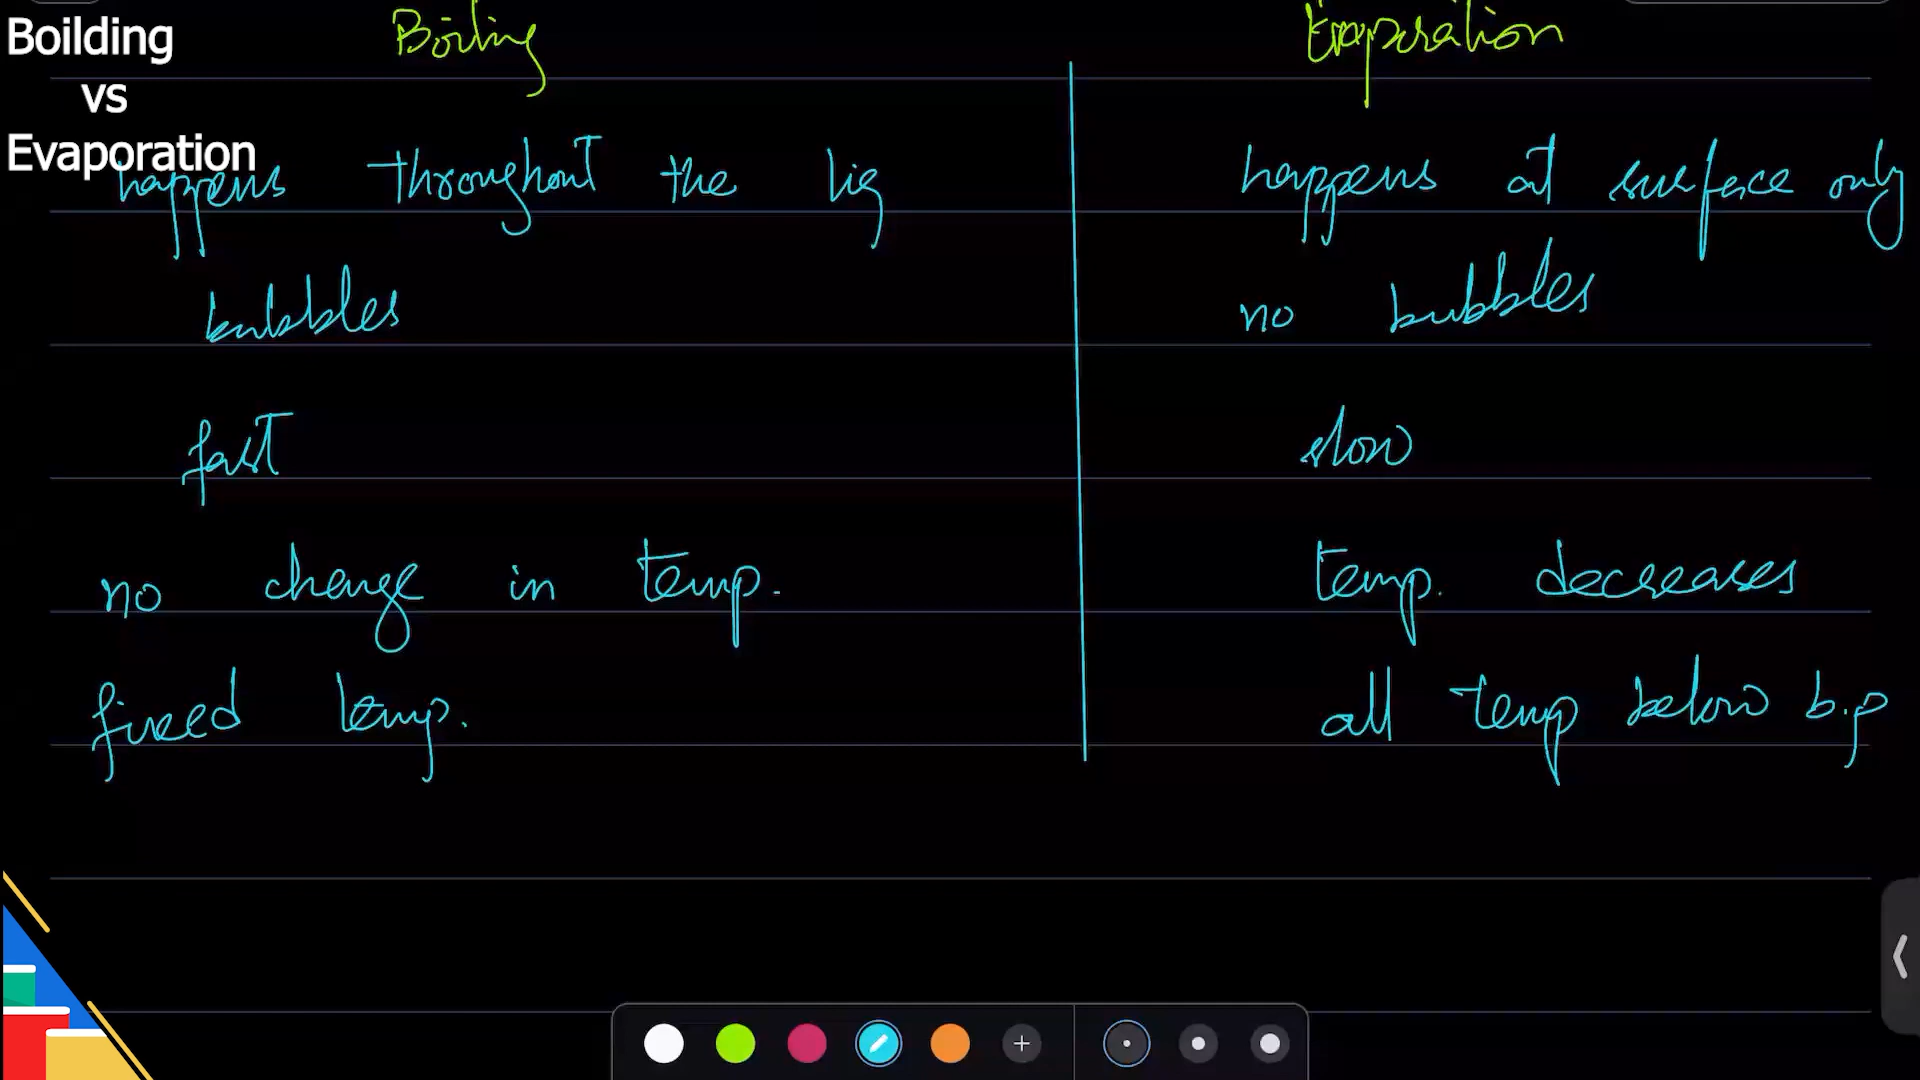 Boilding
vs
Evaporation
Boiling
Evaporation
happens throughout the liq
happens at surface only
bubbles
no bubbles
fast
slow
no change in temp.
temp. decreases
fixed temp.
all temp below b.p